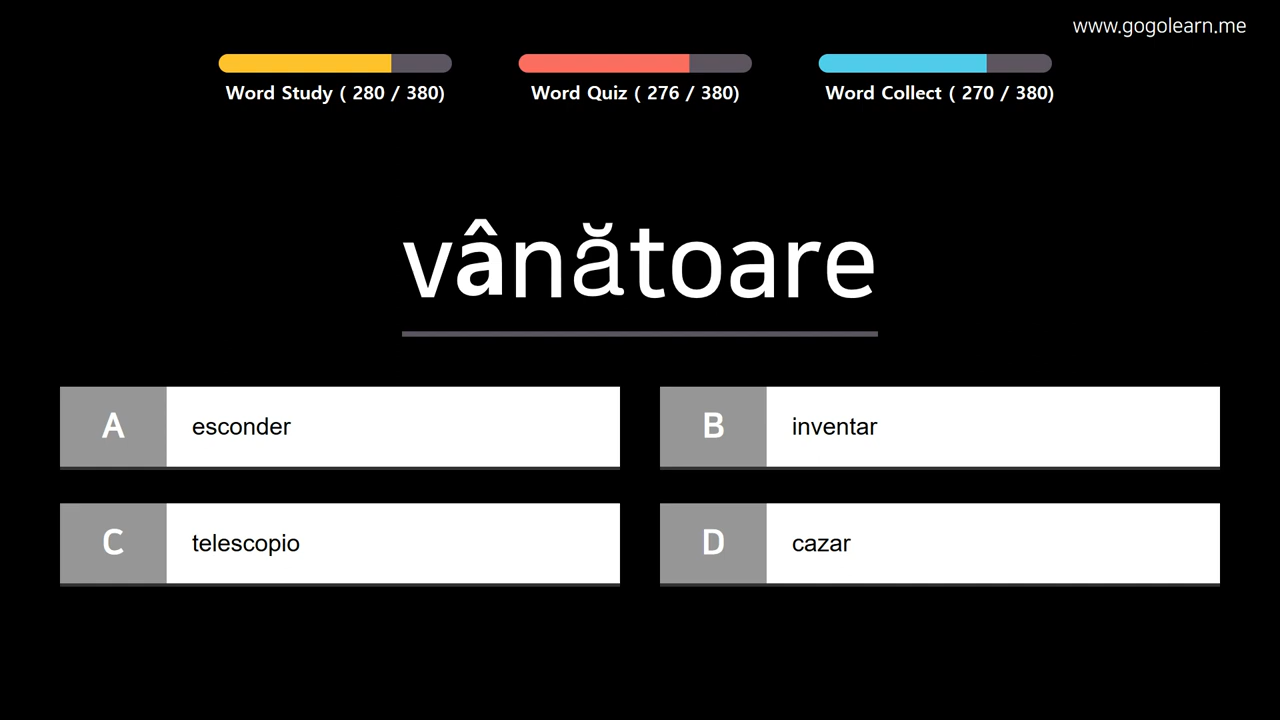 www.gogolearn.me
Word Study ( 280 / 380)
Word Quiz ( 276 / 380)
Word Collect ( 270 / 380)
vânătoare
A esconder
B inventar
C telescopio
D cazar